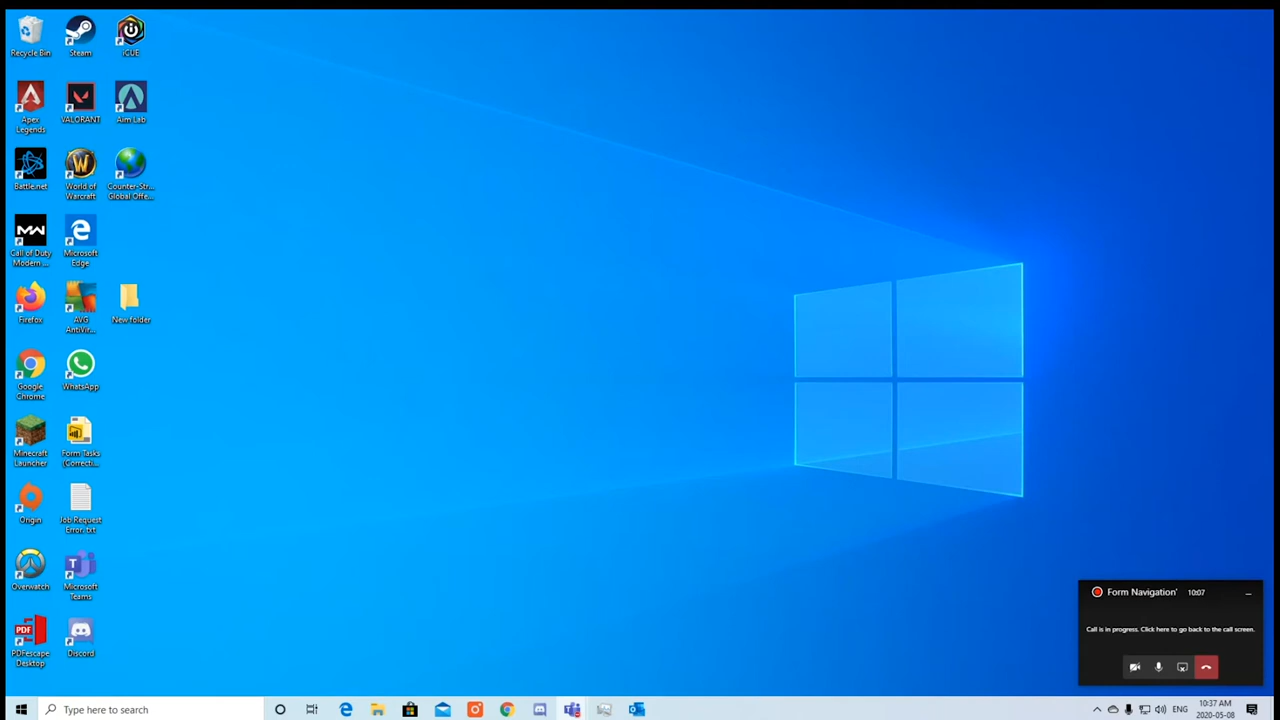 Recycle Bin
Steam
iCUE
Apex
Legends
VALORANT
Aim Lab
Battle.net
World of
Warcraft
Counter-Str...
Global Offe...
Call of Duty
Modern ...
Microsoft
Edge
Firefox
AVG
AntiVir...
New folder
Google
Chrome
WhatsApp
Minecraft
Launcher
Form Tasks
(Correcti...
Origin
Job Request
Error.txt
Overwatch
Microsoft
Teams
PDF
PDFescape
Desktop
Discord
Form Navigation' 10:07
Call is in progress. Click here to go back to the call screen.
Type here to search
ENG
10:37 AM
2020-05-08